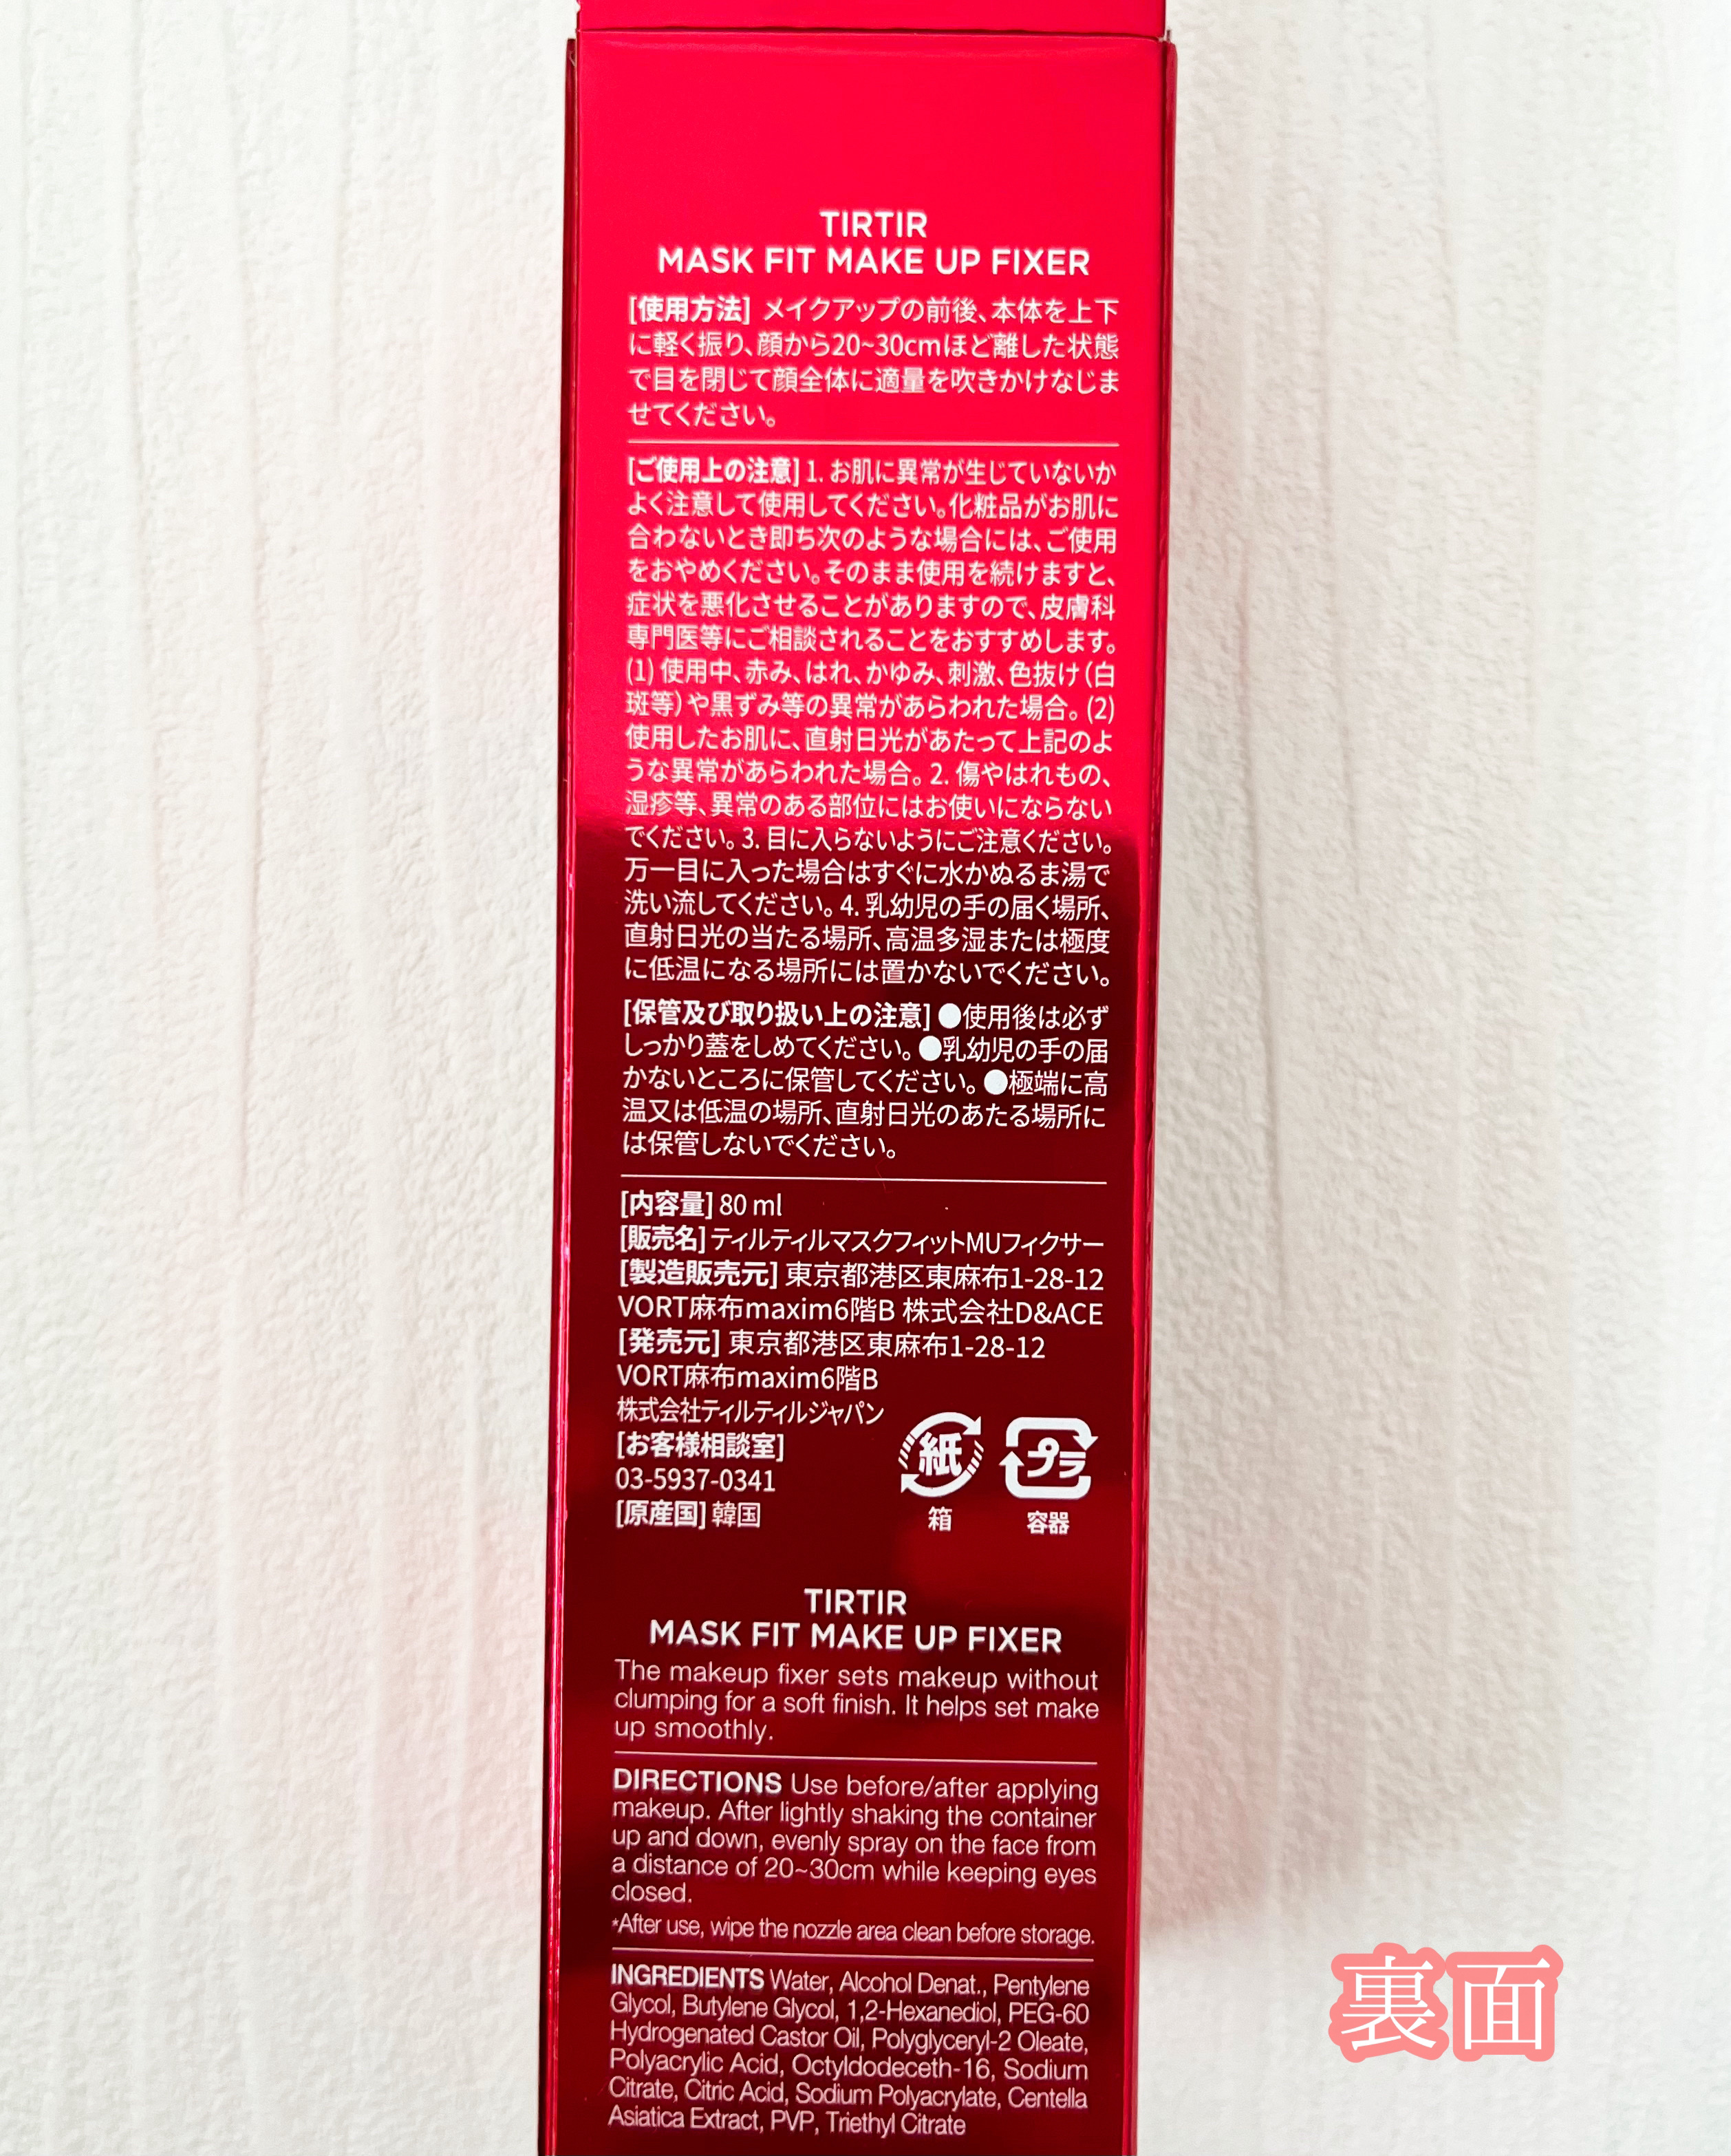 TIRTIR
MASK FIT MAKE UP FIXER
[使用方法] メイクアップの前後、本体を上下
に軽く振り、顔から20~30cmほど離した状態
で目を閉じて顔全体に適量を吹きかけなじま
せてください。
[ご使用上の注意] 1. お肌に異常が生じていないか
よく注意して使用してください。化粧品がお肌に
合わないとき即ち次のような場合には、ご使用
をおやめください。そのまま使用を続けますと、
症状を悪化させることがありますので、皮膚科
専門医等にご相談されることをおすすめします。
(1) 使用中、赤み、はれ、かゆみ、刺激、色抜け（白
斑等）や黒ずみ等の異常があらわれた場合。(2)
使用したお肌に、直射日光があたって上記のよ
うな異常があらわれた場合。2. 傷やはれもの、
湿疹等、異常のある部位にはお使いにならない
でください。3. 目に入らないようにご注意ください。
万一目に入った場合はすぐに水かぬるま湯で
洗い流してください。4. 乳幼児の手の届く場所、
直射日光の当たる場所、高温多湿または極度
に低温になる場所には置かないでください。
[保管及び取り扱い上の注意] ●使用後は必ず
しっかり蓋をしめてください。●乳幼児の手の届
かないところに保管してください。●極端に高
温又は低温の場所、直射日光のあたる場所に
は保管しないでください。
[内容量] 80 ml
[販売名] ティルティルマスクフィットMUフィクサー
[製造販売元] 東京都港区東麻布1-28-12
VORT麻布maxim6階B 株式会社D&ACE
[発売元] 東京都港区東麻布1-28-12
VORT麻布maxim6階B
株式会社ティルティルジャパン
[お客様相談室]
03-5937-0341
[原産国] 韓国
紙
箱
プラ
容器
TIRTIR
MASK FIT MAKE UP FIXER
The makeup fixer sets makeup without
clumping for a soft finish. It helps set make
up smoothly.
DIRECTIONS Use before/after applying
makeup. After lightly shaking the container
up and down, evenly spray on the face from
a distance of 20~30cm while keeping eyes
closed.
*After use, wipe the nozzle area clean before storage.
INGREDIENTS Water, Alcohol Denat., Pentylene
Glycol, Butylene Glycol, 1,2-Hexanediol, PEG-60
Hydrogenated Castor Oil, Polyglyceryl-2 Oleate,
Polyacrylic Acid, Octyldodeceth-16, Sodium
Citrate, Citric Acid, Sodium Polyacrylate, Centella
Asiatica Extract, PVP, Triethyl Citrate
裏面